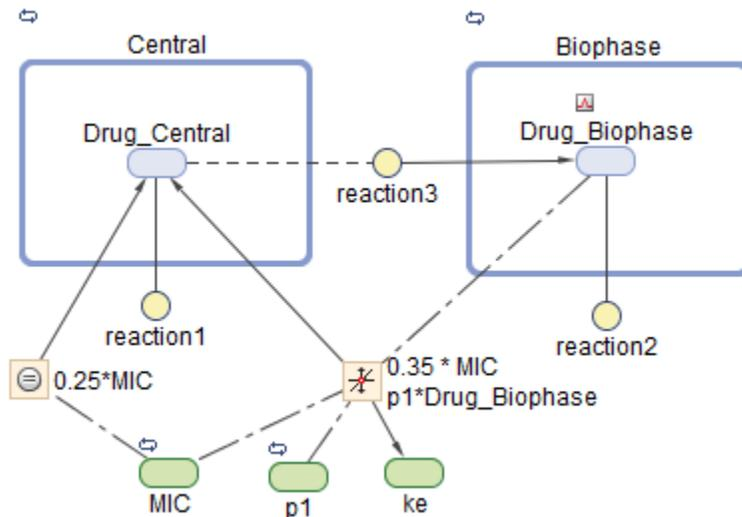 Central
Biophase
Drug_Central
Drug_Biophase
reaction3
reaction1
reaction2
0.25*MIC
0.35 * MIC
p1*Drug_Biophase
MIC
p1
ke